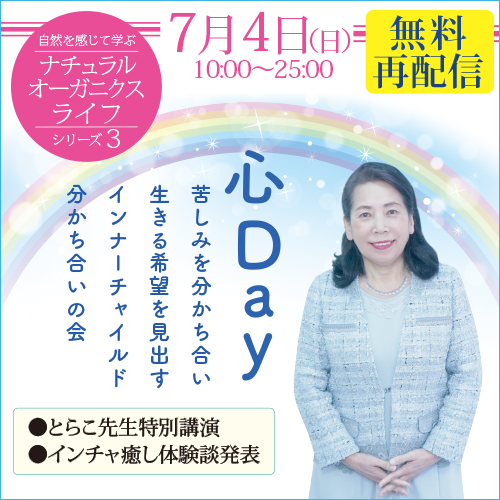 自然を感じて学ぶ
ナチュラル
オーガニクス
ライフ
シリーズ3
7月4日(日)
10:00〜25:00
無料
再配信
心Day
苦しみを分かち合い
生きる希望を見出す
インナーチャイルド
分かち合いの会
●とらこ先生特別講演
●インチャ癒し体験談発表